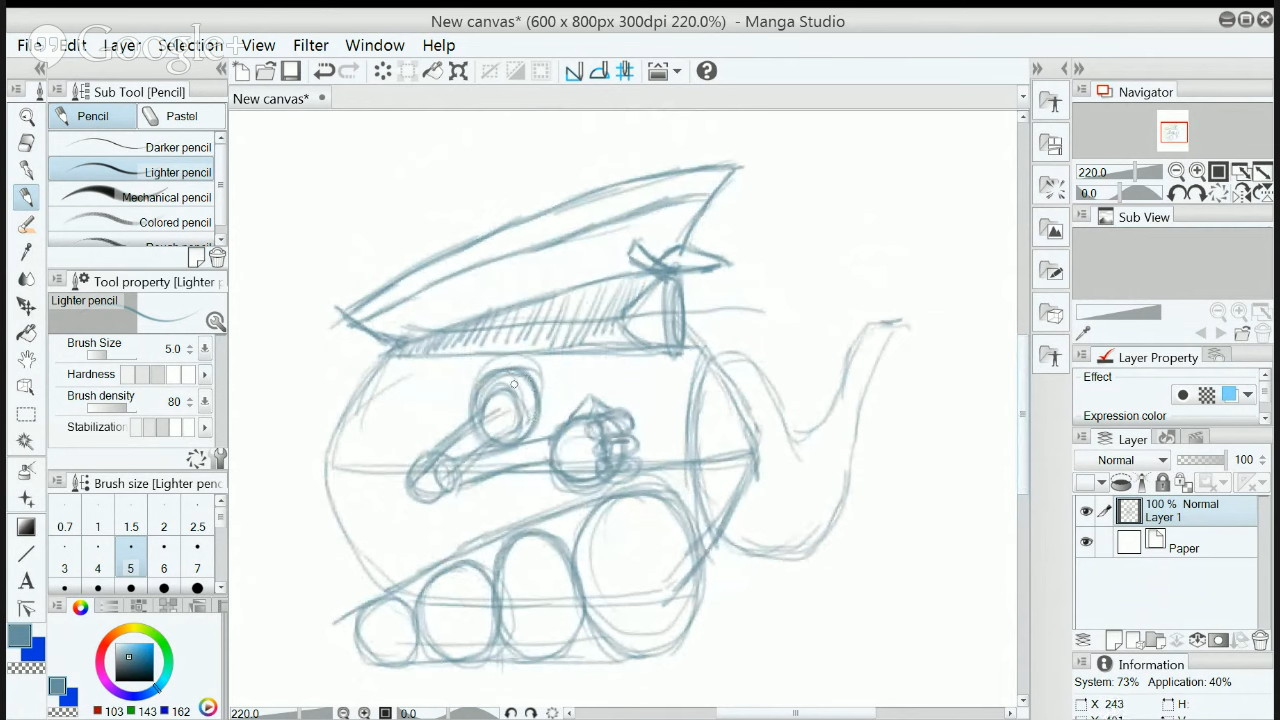 New canvas* (600 x 800px 300dpi 220.0%) - Manga Studio
File Edit Layer Selection View Filter Window Help
Google+
Sub Tool [Pencil]
New canvas*
Navigator
Pencil Pastel
Darker pencil
Lighter pencil
Mechanical pencil
Colored pencil
220.0
0.0
Sub View
Tool property [Lighter
Lighter pencil
Brush Size 5.0
Hardness
Brush density 80
Stabilization
Layer Property
Effect
Expression color
Layer
Normal 100
Brush size [Lighter penc
0.7 1 1.5 2 2.5
3 4 5 6 7
100 % Normal
Layer 1
Paper
Information
System: 73% Application: 40%
X 243 H:
103 143 162
220.0 0.0